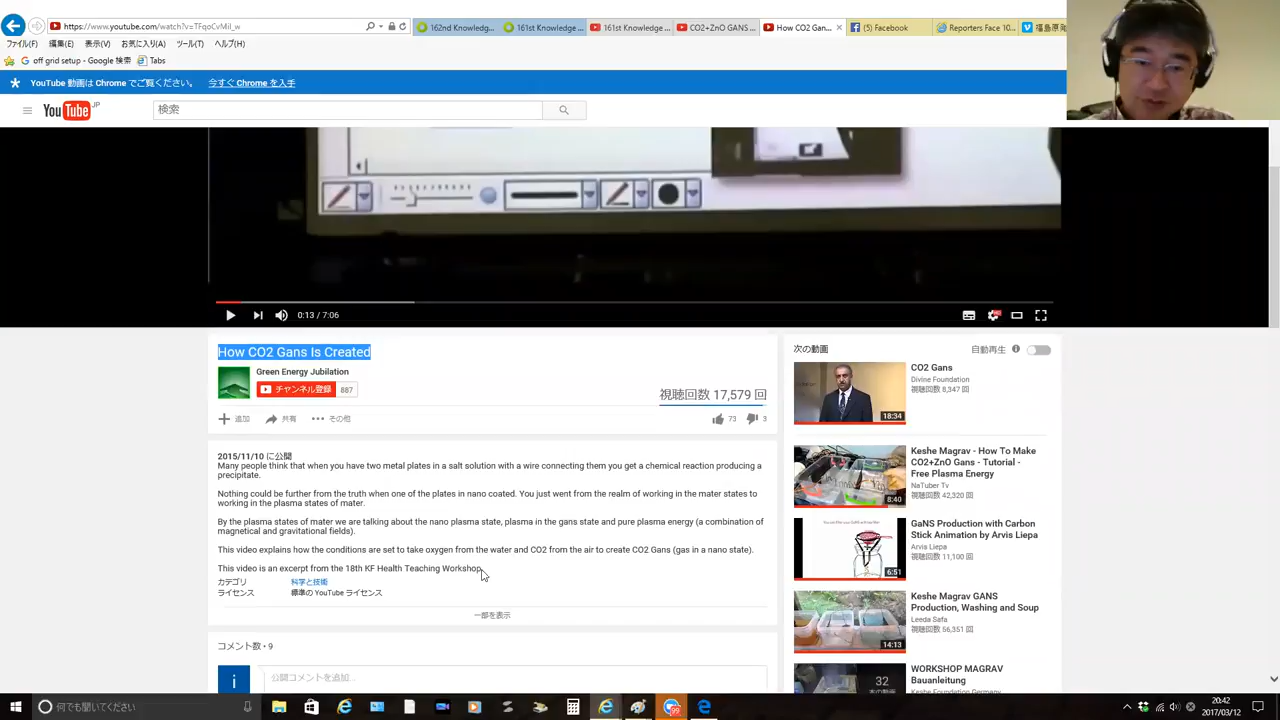 https://www.youtube.com/watch?v=TFqoCvMiI_w
162nd Knowledg...
161st Knowledge ...
161st Knowledge ...
CO2+ZnO GANS ...
How CO2 Gan...
(5) Facebook
Reporters Face 10...
福島原発
ファイル(F) 編集(E) 表示(V) お気に入り(A) ツール(T) ヘルプ(H)
off grid setup - Google 検索 Tabs
YouTube 動画は Chrome でご覧ください。 今すぐ Chrome を入手
YouTube JP
検索
0:13 / 7:06
How CO2 Gans Is Created
Green Energy Jubilation
チャンネル登録 887
視聴回数 17,579 回
追加 共有 その他
73 3
2015/11/10 に公開
Many people think that when you have two metal plates in a salt solution with a wire connecting them you get a chemical reaction producing a
precipitate.
Nothing could be further from the truth when one of the plates in nano coated. You just went from the realm of working in the mater states to
working in the plasma states of mater.
By the plasma states of mater we are talking about the nano plasma state, plasma in the gans state and pure plasma energy (a combination of
magnetical and gravitational fields).
This video explains how the conditions are set to take oxygen from the water and CO2 from the air to create CO2 Gans (gas in a nano state).
This video is an excerpt from the 18th KF Health Teaching Workshop.
カテゴリ 科学と技術
ライセンス 標準の YouTube ライセンス
一部を表示
コメント数・9
i
公開コメントを追加...
次の動画 自動再生
CO2 Gans
Divine Foundation
視聴回数 8,347 回
18:34
Keshe Magrav - How To Make
CO2+ZnO Gans - Tutorial -
Free Plasma Energy
NaTuber Tv
視聴回数 42,320 回
8:40
GaNS Production with Carbon
Stick Animation by Arvis Liepa
Arvis Liepa
視聴回数 11,100 回
6:51
Keshe Magrav GANS
Production, Washing and Soup
Leeda Safa
視聴回数 56,351 回
14:13
WORKSHOP MAGRAV
Bauanleitung
Keshe Foundation Germany
32
本の動画
何でも聞いてください
99
20:42
2017/03/12